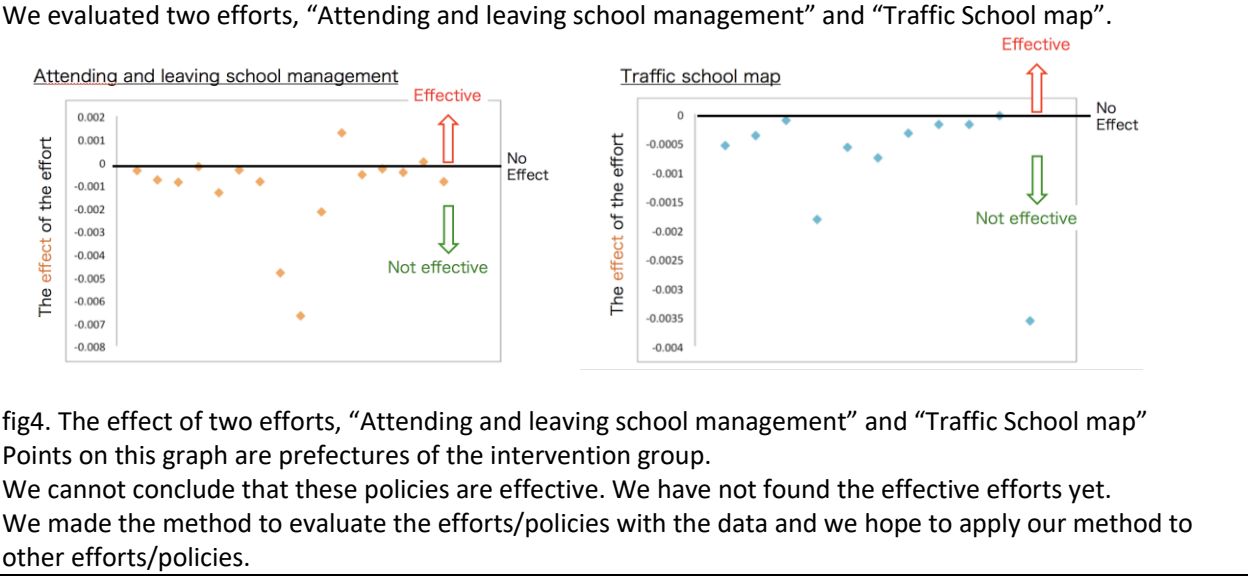 We evaluated two efforts, “Attending and leaving school management” and “Traffic School map”.
Attending and leaving school management
Effective
The effect of the effort
0.002
0.001
0
-0.001
-0.002
-0.003
-0.004
-0.005
-0.006
-0.007
-0.008
No
Effect
Not effective
Traffic school map
Effective
The effect of the effort
0
-0.0005
-0.001
-0.0015
-0.002
-0.0025
-0.003
-0.0035
-0.004
No
Effect
Not effective
fig4. The effect of two efforts, “Attending and leaving school management” and “Traffic School map”
Points on this graph are prefectures of the intervention group.
We cannot conclude that these policies are effective. We have not found the effective efforts yet.
We made the method to evaluate the efforts/policies with the data and we hope to apply our method to
other efforts/policies.